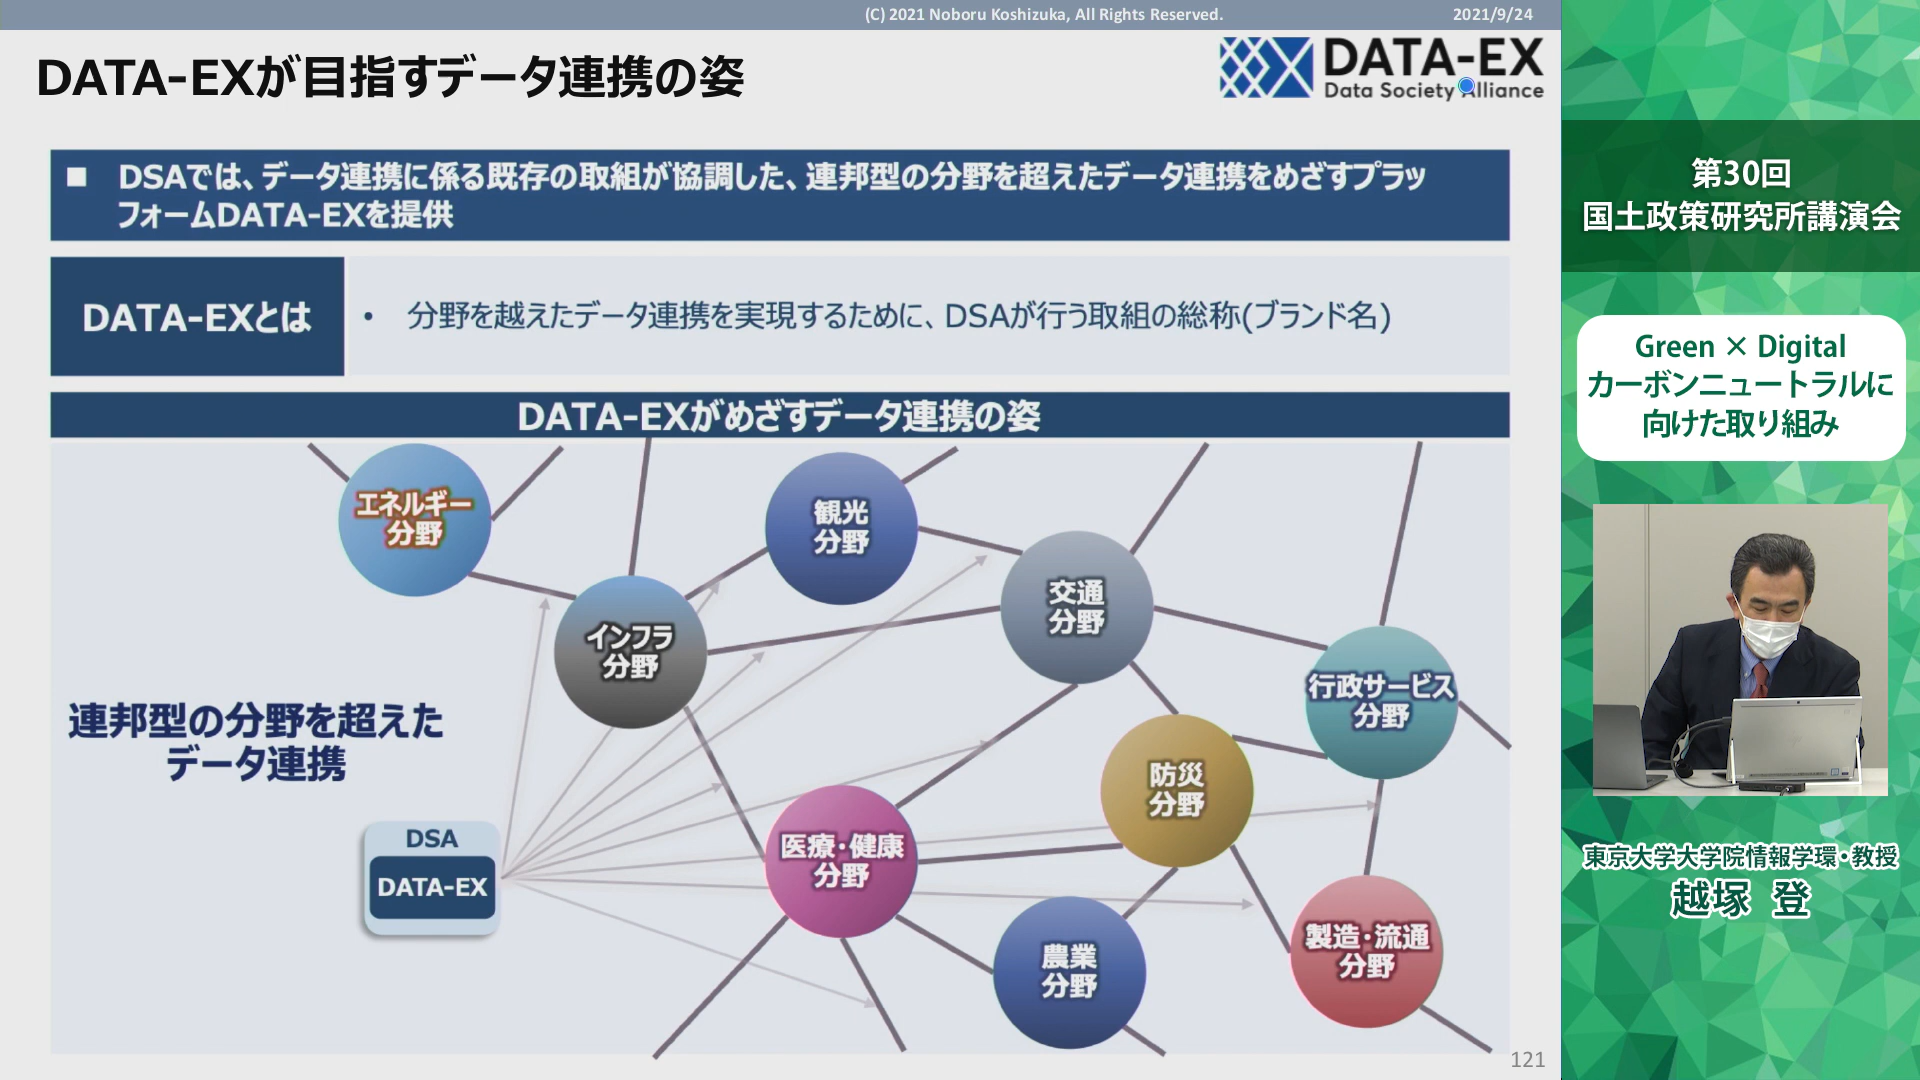 (C) 2021 Noboru Koshizuka, All Rights Reserved.
2021/9/24
DATA-EXが目指すデータ連携の姿
DATA-EX
Data Society Alliance
■ DSAでは、データ連携に係る既存の取組が協調した、連邦型の分野を超えたデータ連携をめざすプラッ
フォームDATA-EXを提供
DATA-EXとは
• 分野を越えたデータ連携を実現するために、DSAが行う取組の総称(ブランド名)
DATA-EXがめざすデータ連携の姿
エネルギー
分野
観光
分野
交通
分野
インフラ
分野
行政サービス
分野
連邦型の分野を超えた
データ連携
防災
分野
医療・健康
分野
DSA
DATA-EX
農業
分野
製造・流通
分野
121
第30回
国土政策研究所講演会
Green × Digital
カーボンニュートラルに
向けた取り組み
東京大学大学院情報学環・教授
越塚 登